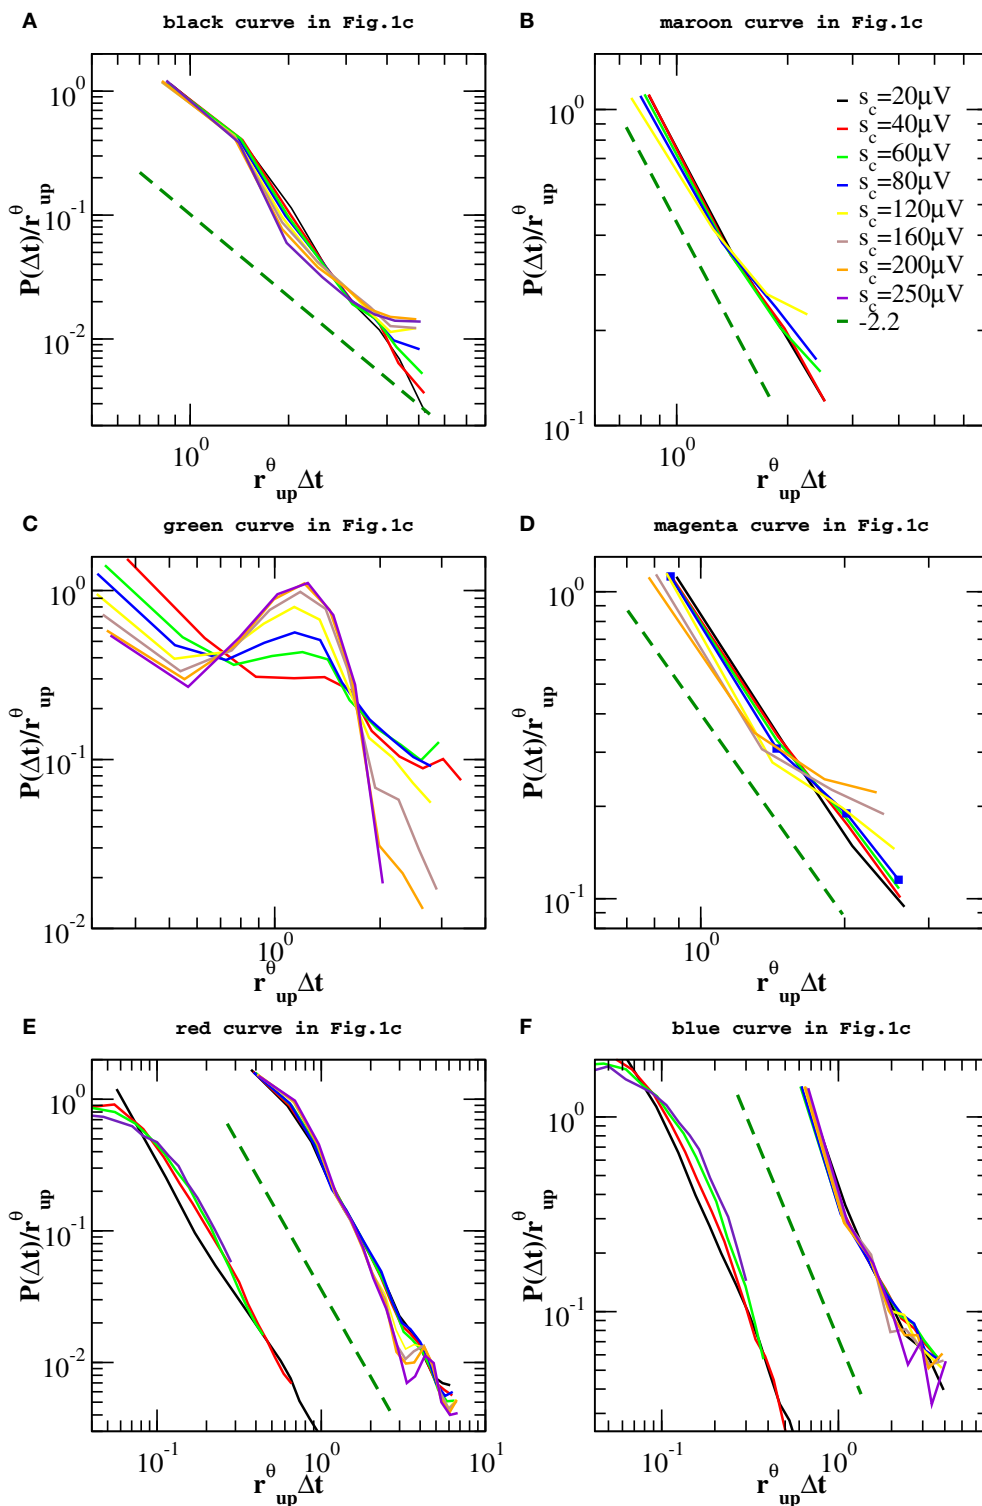 A black curve in Fig.1c
B maroon curve in Fig.1c
10^0
10^-1
10^-2
P(Δt)/r^θ_up
10^0
r^θ_up Δt
10^0
10^-1
P(Δt)/r^θ_up
10^0
r^θ_up Δt
s_c=20μV
s_c=40μV
s_c=60μV
s_c=80μV
s_c=120μV
s_c=160μV
s_c=200μV
s_c=250μV
-2.2
C green curve in Fig.1c
D magenta curve in Fig.1c
10^0
10^-1
10^-2
P(Δt)/r^θ_up
10^0
r^θ_up Δt
10^0
10^-1
P(Δt)/r^θ_up
10^0
r^θ_up Δt
E red curve in Fig.1c
F blue curve in Fig.1c
10^0
10^-1
10^-2
P(Δt)/r^θ_up
10^-1 10^0 10^1
r^θ_up Δt
10^0
10^-1
P(Δt)/r^θ_up
10^-1 10^0
r^θ_up Δt